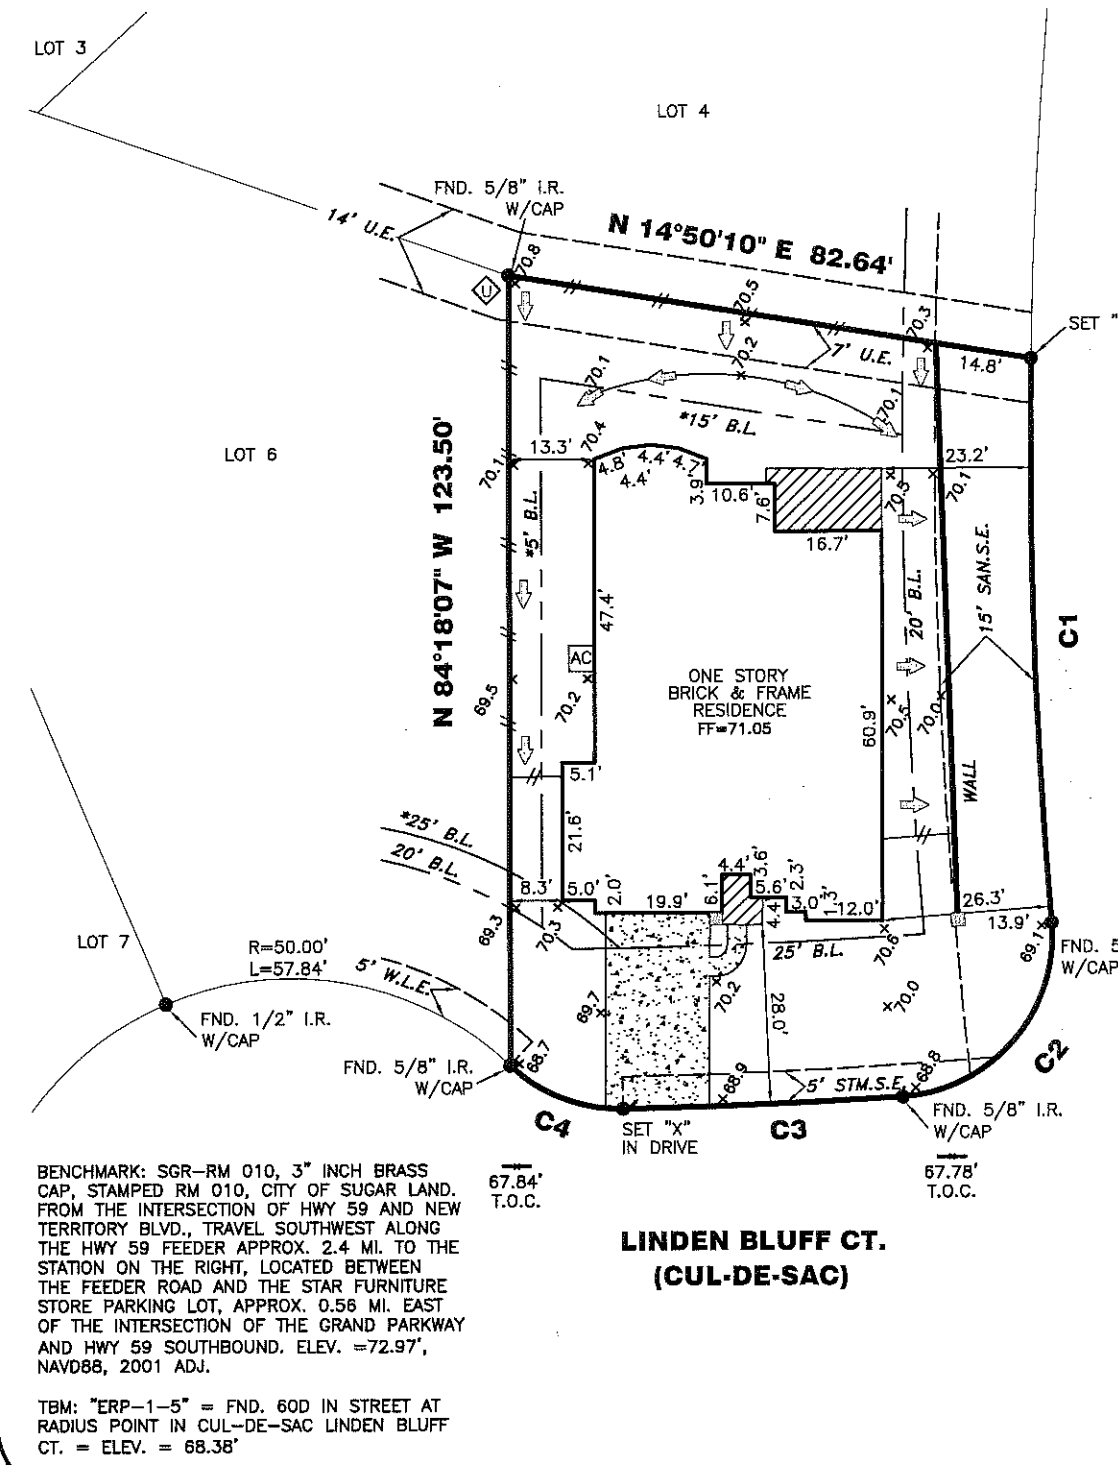 LOT 3
LOT 4
FND. 5/8" I.R.
W/CAP
14' U.E.
N 14°50'10" E 82.64'
70.8
U
70.5
70.3
SET "
7' U.E.
14.8'
70.2
70.1
70.1
*15' B.L.
LOT 6
13.3'
70.4
70.1
4.8'
4.4'
4.4'
4.7'
3.9'
10.6'
7.6'
16.7'
23.2'
70.5
70.1
N 84°18'07" W 123.50'
*5' B.L.
47.4'
AC
70.2
69.5
ONE STORY
BRICK & FRAME
RESIDENCE
FF=71.05
60.9'
20' B.L.
15' SAN.S.E.
C1
70.5
70.0
WALL
5.1'
21.6'
*25' B.L.
20' B.L.
8.3'
5.0'
2.0'
19.9'
6.1'
4.4'
3.6'
5.6'
2.3'
4.4'
3.0'
1.3'
12.0'
26.3'
13.9'
69.3
70.3
25' B.L.
70.6
69.1
FND. 5
W/CAP
LOT 7
R=50.00'
L=57.84'
5' W.L.E.
FND. 1/2" I.R.
W/CAP
69.7
70.2
28.0'
70.0
68.7
FND. 5/8" I.R.
W/CAP
68.9
5' STM.S.E.
68.8
C2
C4
SET "X"
IN DRIVE
C3
FND. 5/8" I.R.
W/CAP
67.84'
T.O.C.
67.78'
T.O.C.
LINDEN BLUFF CT.
(CUL-DE-SAC)
BENCHMARK: SGR-RM 010, 3" INCH BRASS
CAP, STAMPED RM 010, CITY OF SUGAR LAND.
FROM THE INTERSECTION OF HWY 59 AND NEW
TERRITORY BLVD., TRAVEL SOUTHWEST ALONG
THE HWY 59 FEEDER APPROX. 2.4 MI. TO THE
STATION ON THE RIGHT, LOCATED BETWEEN
THE FEEDER ROAD AND THE STAR FURNITURE
STORE PARKING LOT, APPROX. 0.56 MI. EAST
OF THE INTERSECTION OF THE GRAND PARKWAY
AND HWY 59 SOUTHBOUND. ELEV. =72.97',
NAVD88, 2001 ADJ.
TBM: "ERP-1-5" = FND. 60D IN STREET AT
RADIUS POINT IN CUL-DE-SAC LINDEN BLUFF
CT. = ELEV. = 68.38'